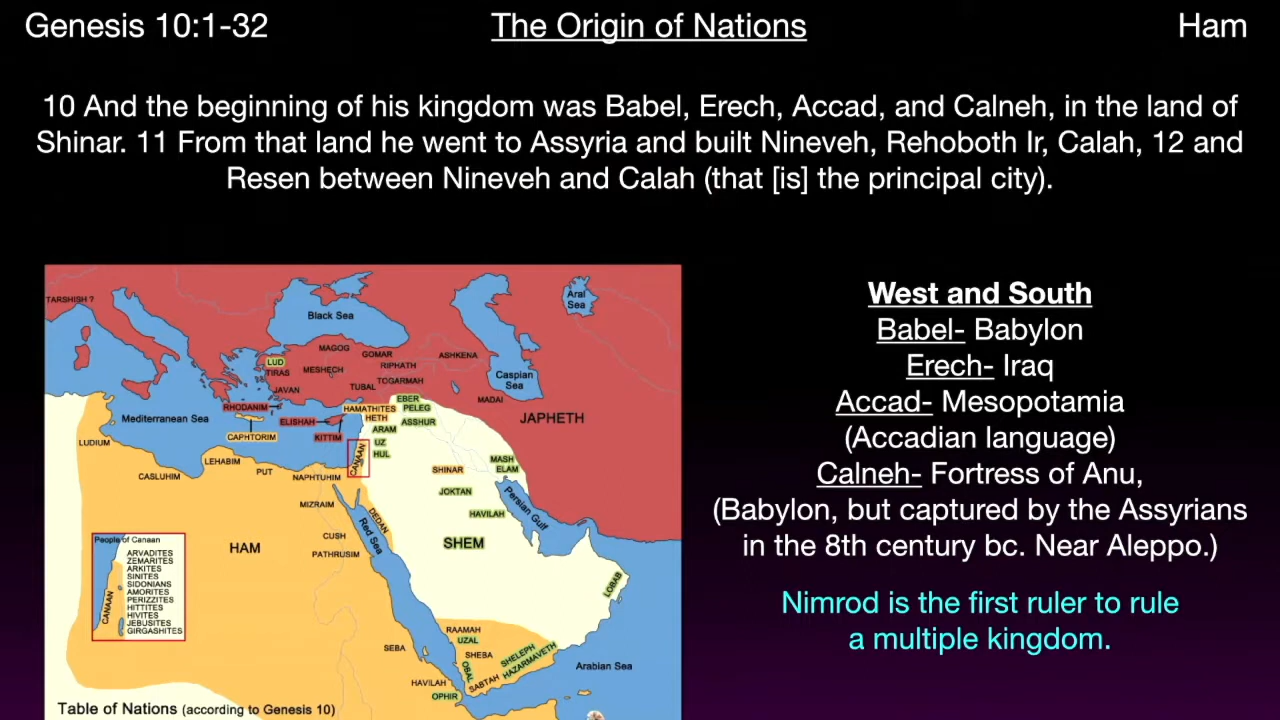 Genesis 10:1-32
The Origin of Nations
Ham
10 And the beginning of his kingdom was Babel, Erech, Accad, and Calneh, in the land of
Shinar. 11 From that land he went to Assyria and built Nineveh, Rehoboth Ir, Calah, 12 and
Resen between Nineveh and Calah (that [is] the principal city).
TARSHISH ?
Black Sea
Aral
Sea
MAGOG
GOMAR
ASHKENA
LUD
TIRAS
MESHECH
RIPHATH
Caspian
Sea
JAVAN
TUBAL
TOGARMAH
MADAI
JAPHETH
RHODANIM
EBER
Mediterranean Sea
ELISHAH
HAMATHITES
PELEG
HETH
ASSHUR
ARAM
LUDIUM
CAPHTORIM
KITTIM
UZ
HUL
CANAAN
LEHABIM
PUT
CASLUHIM
NAPHTUHIM
SHINAR
MASH
ELAM
JOKTAN
Persian Gulf
MIZRAIM
HAVILAH
DEDAN
Red Sea
CUSH
PATHRUSIM
HAM
SHEM
LOBAB
People of Canaan
ARVADITES
ZEMARITES
ARKITES
SINITES
SIDONIANS
AMORITES
PERIZZITES
HITTITES
HIVITES
JEBUSITES
GIRGASHITES
CANAAN
RAAMAH
UZAL
SEBA
SHEBA
SHELEPH
HAZARMAVETH
OBAL
SABTAH
Arabian Sea
HAVILAH
OPHIR
Table of Nations (according to Genesis 10)
West and South
Babel- Babylon
Erech- Iraq
Accad- Mesopotamia
(Accadian language)
Calneh- Fortress of Anu,
(Babylon, but captured by the Assyrians
in the 8th century bc. Near Aleppo.)
Nimrod is the first ruler to rule
a multiple kingdom.